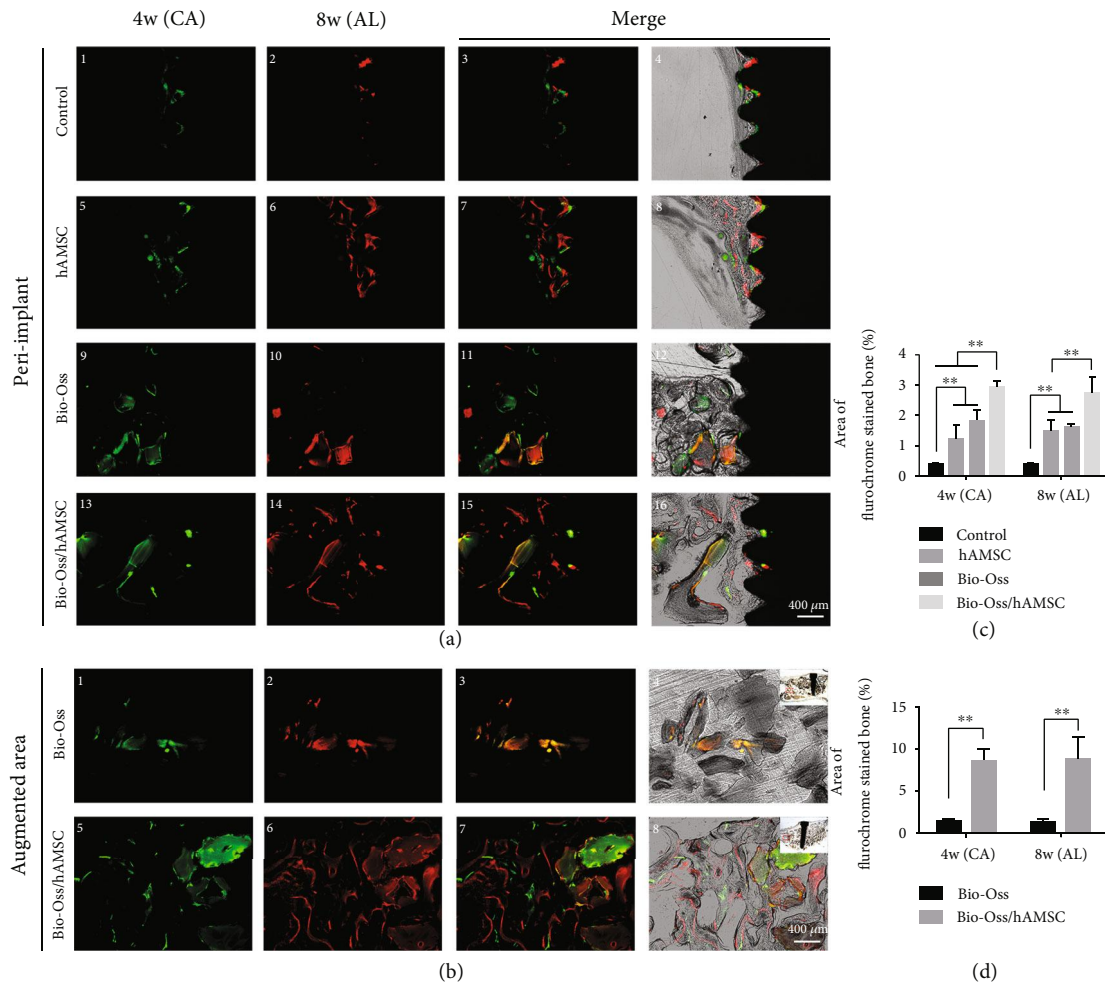 (a)
4w (CA)
8w (AL)
Merge
Peri-implant
Control
1
2
3
4
hAMSC
5
6
7
8
Bio-Oss
9
10
11
12
Bio-Oss/hAMSC
13
14
15
16
400 μm
(a)
Augmented area
Bio-Oss
1
2
3
4
Bio-Oss/hAMSC
5
6
7
8
400 μm
(b)
Area of
flurochrome stained bone (%)
4
3
2
1
0
**
**
**
**
4w (CA)
8w (AL)
Control
hAMSC
Bio-Oss
Bio-Oss/hAMSC
(c)
Area of
flurochrome stained bone (%)
15
10
5
0
**
**
4w (CA)
8w (AL)
Bio-Oss
Bio-Oss/hAMSC
(d)